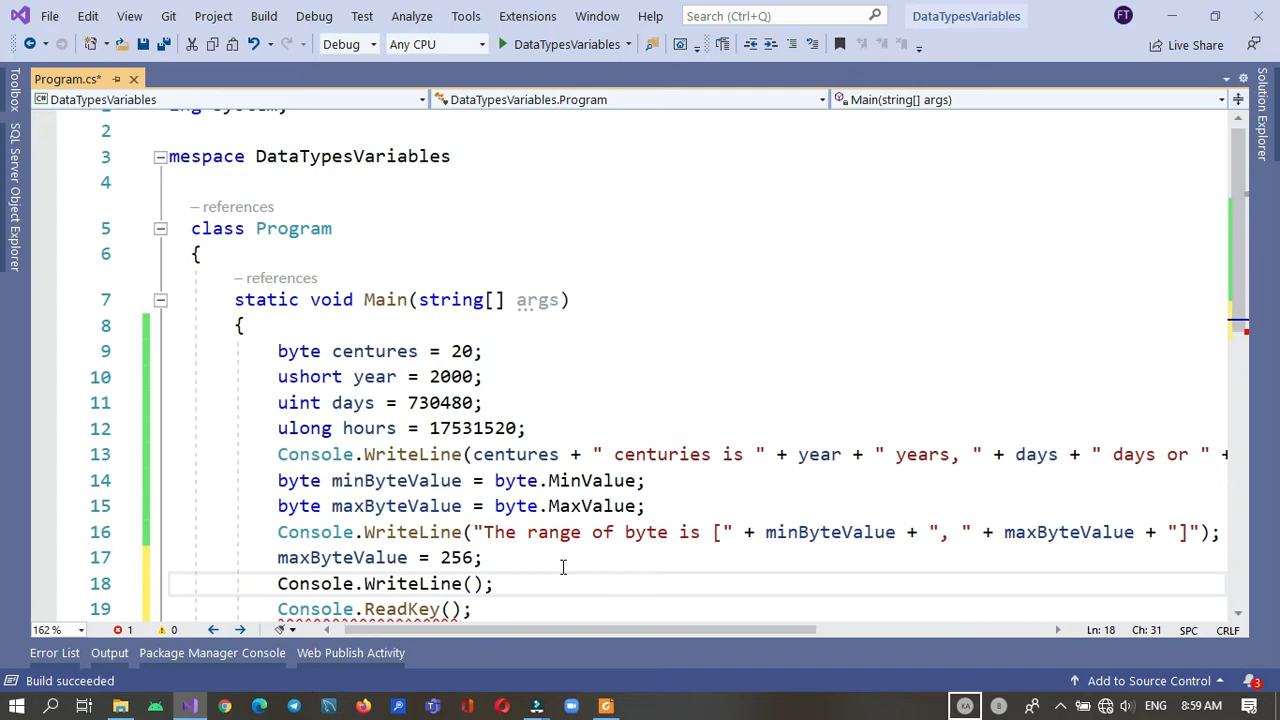 File Edit View Git Project Build Debug Test Analyze Tools Extensions Window Help Search (Ctrl+Q) DataTypesVariables FT
Debug Any CPU DataTypesVariables Live Share
Program.cs*
DataTypesVariables DataTypesVariables.Program Main(string[] args)
Toolbox
SQL Server Object Explorer
Solution Explorer
2
3 mespace DataTypesVariables
4
– references
5 class Program
6 {
– references
7 static void Main(string[] args)
8 {
9 byte centures = 20;
10 ushort year = 2000;
11 uint days = 730480;
12 ulong hours = 17531520;
13 Console.WriteLine(centures + " centuries is " + year + " years, " + days + " days or " +
14 byte minByteValue = byte.MinValue;
15 byte maxByteValue = byte.MaxValue;
16 Console.WriteLine("The range of byte is [" + minByteValue + ", " + maxByteValue + "]");
17 maxByteValue = 256;
18 Console.WriteLine();
19 Console.ReadKey();
162 % 1 0 Ln: 18 Ch: 31 SPC CRLF
Error List Output Package Manager Console Web Publish Activity
Build succeeded Add to Source Control 3
KA 8 ENG 8:59 AM